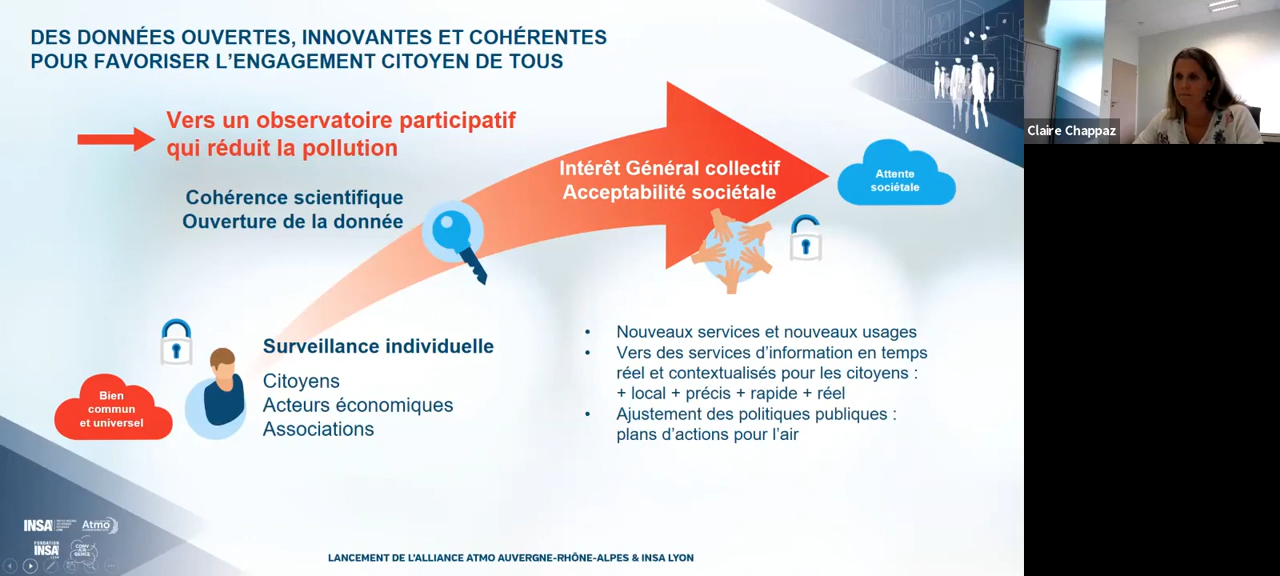 DES DONNÉES OUVERTES, INNOVANTES ET COHÉRENTES
POUR FAVORISER L'ENGAGEMENT CITOYEN DE TOUS
Vers un observatoire participatif
qui réduit la pollution
Cohérence scientifique
Ouverture de la donnée
Intérêt Général collectif
Acceptabilité sociétale
Attente
sociétale
Claire Chappaz
Surveillance individuelle
Citoyens
Acteurs économiques
Associations
Bien
commun
et universel
• Nouveaux services et nouveaux usages
• Vers des services d'information en temps
réel et contextualisés pour les citoyens :
+ local + précis + rapide + réel
• Ajustement des politiques publiques :
plans d'actions pour l'air
INSA
Atmo
FONDATION
INSA
LANCEMENT DE L'ALLIANCE ATMO AUVERGNE-RHÔNE-ALPES & INSA LYON